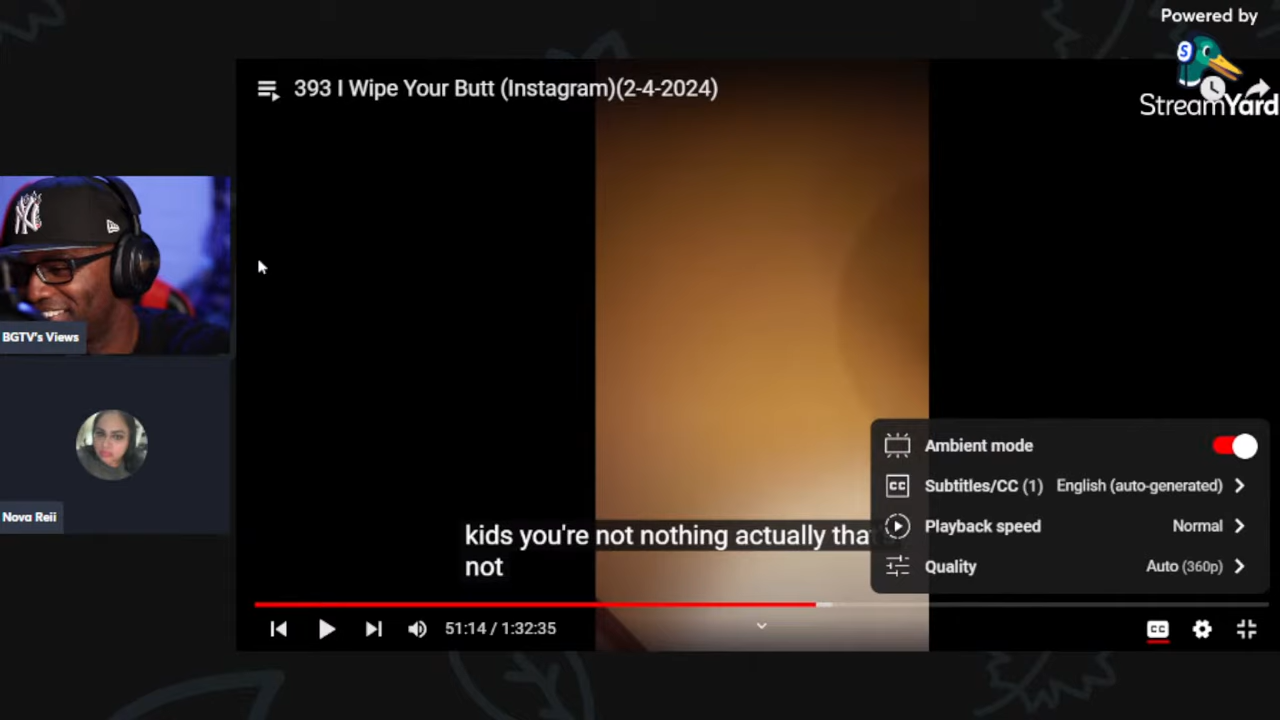 Powered by
StreamYard
393 I Wipe Your Butt (Instagram)(2-4-2024)
BGTV's Views
Nova Reii
Ambient mode
Subtitles/CC (1) English (auto-generated)
Playback speed Normal
Quality Auto (360p)
kids you're not nothing actually that's
not
51:14 / 1:32:35
CC